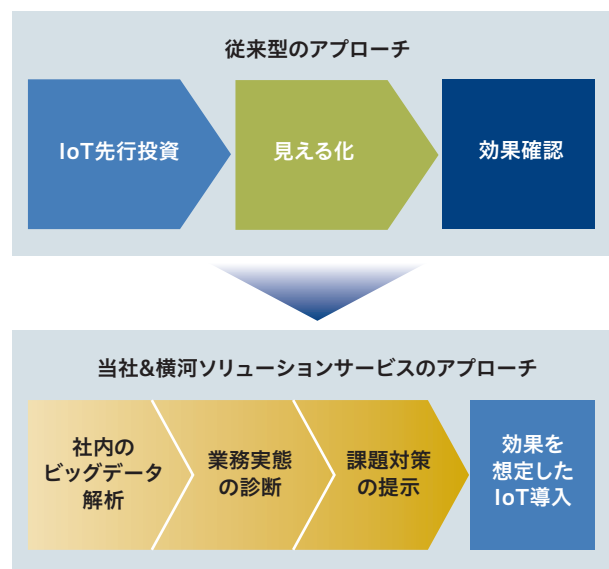 従来型のアプローチ
IoT先行投資
見える化
効果確認
当社&横河ソリューションサービスのアプローチ
社内の
ビッグデータ
解析
業務実態
の診断
課題対策
の提示
効果を
想定した
IoT導入